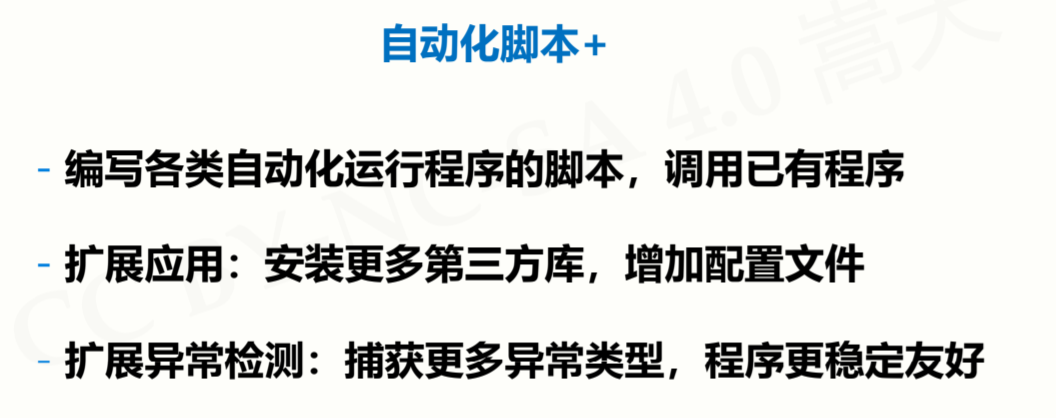 自动化脚本+
- 编写各类自动化运行程序的脚本，调用已有程序
- 扩展应用：安装更多第三方库，增加配置文件
- 扩展异常检测：捕获更多异常类型，程序更稳定友好
CC BY-NC-SA 4.0 嵩天